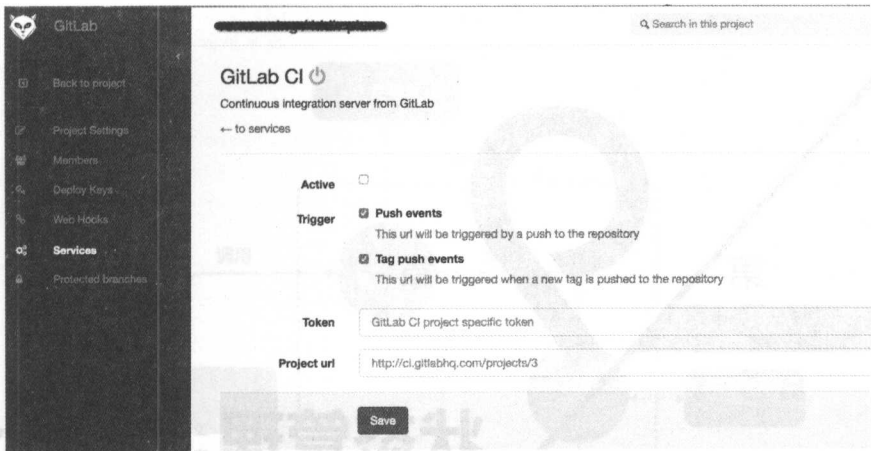 GitLab
Search in this project
Back to project
Project Settings
Members
Deploy Keys
Web Hooks
Services
Protected branches
GitLab CI
Continuous integration server from GitLab
← to services
Active
Trigger
Push events
This url will be triggered by a push to the repository
Tag push events
This url will be triggered when a new tag is pushed to the repository
Token
GitLab CI project specific token
Project url
http://ci.gitlabhq.com/projects/3
Save